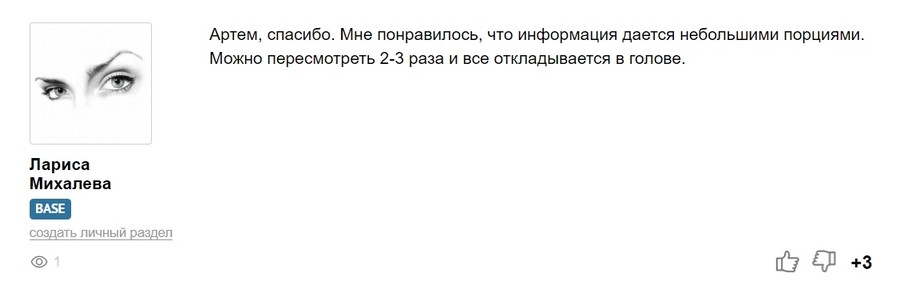 Артем, спасибо. Мне понравилось, что информация дается небольшими порциями.
Можно пересмотреть 2-3 раза и все откладывается в голове.
Лариса
Михалева
BASE
создать личный раздел
1
+3